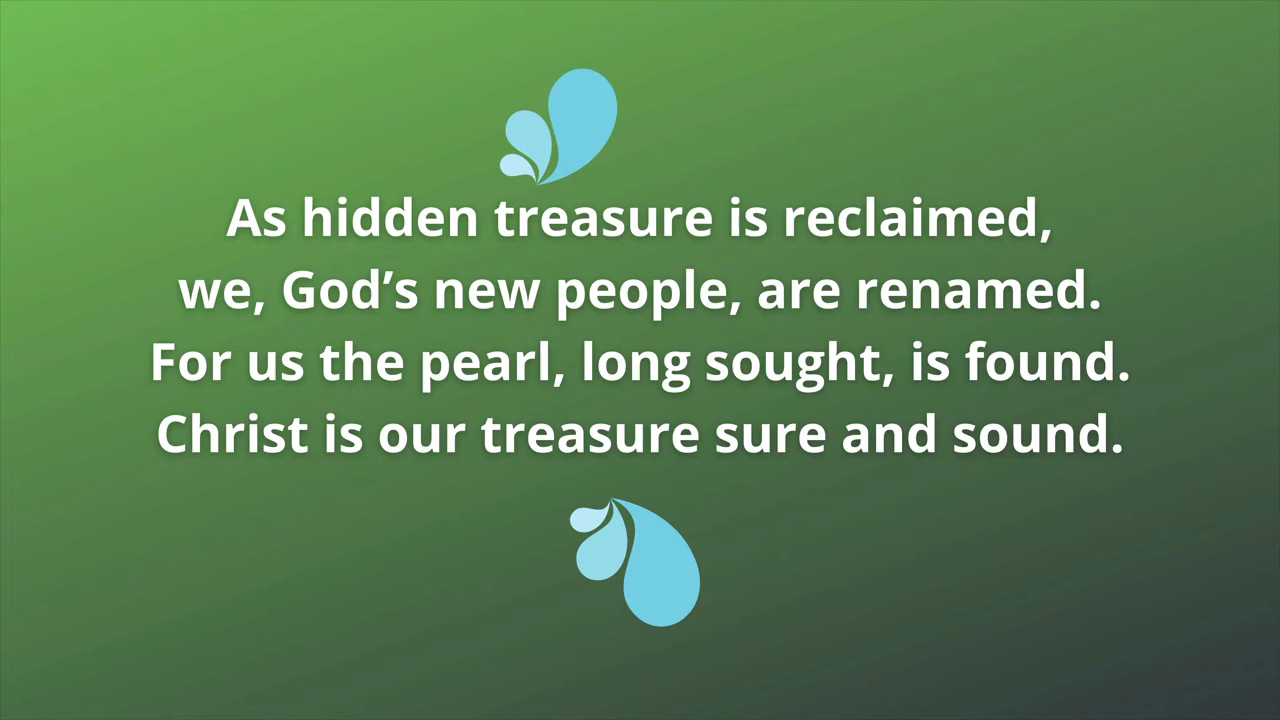 As hidden treasure is reclaimed,
we, God’s new people, are renamed.
For us the pearl, long sought, is found.
Christ is our treasure sure and sound.